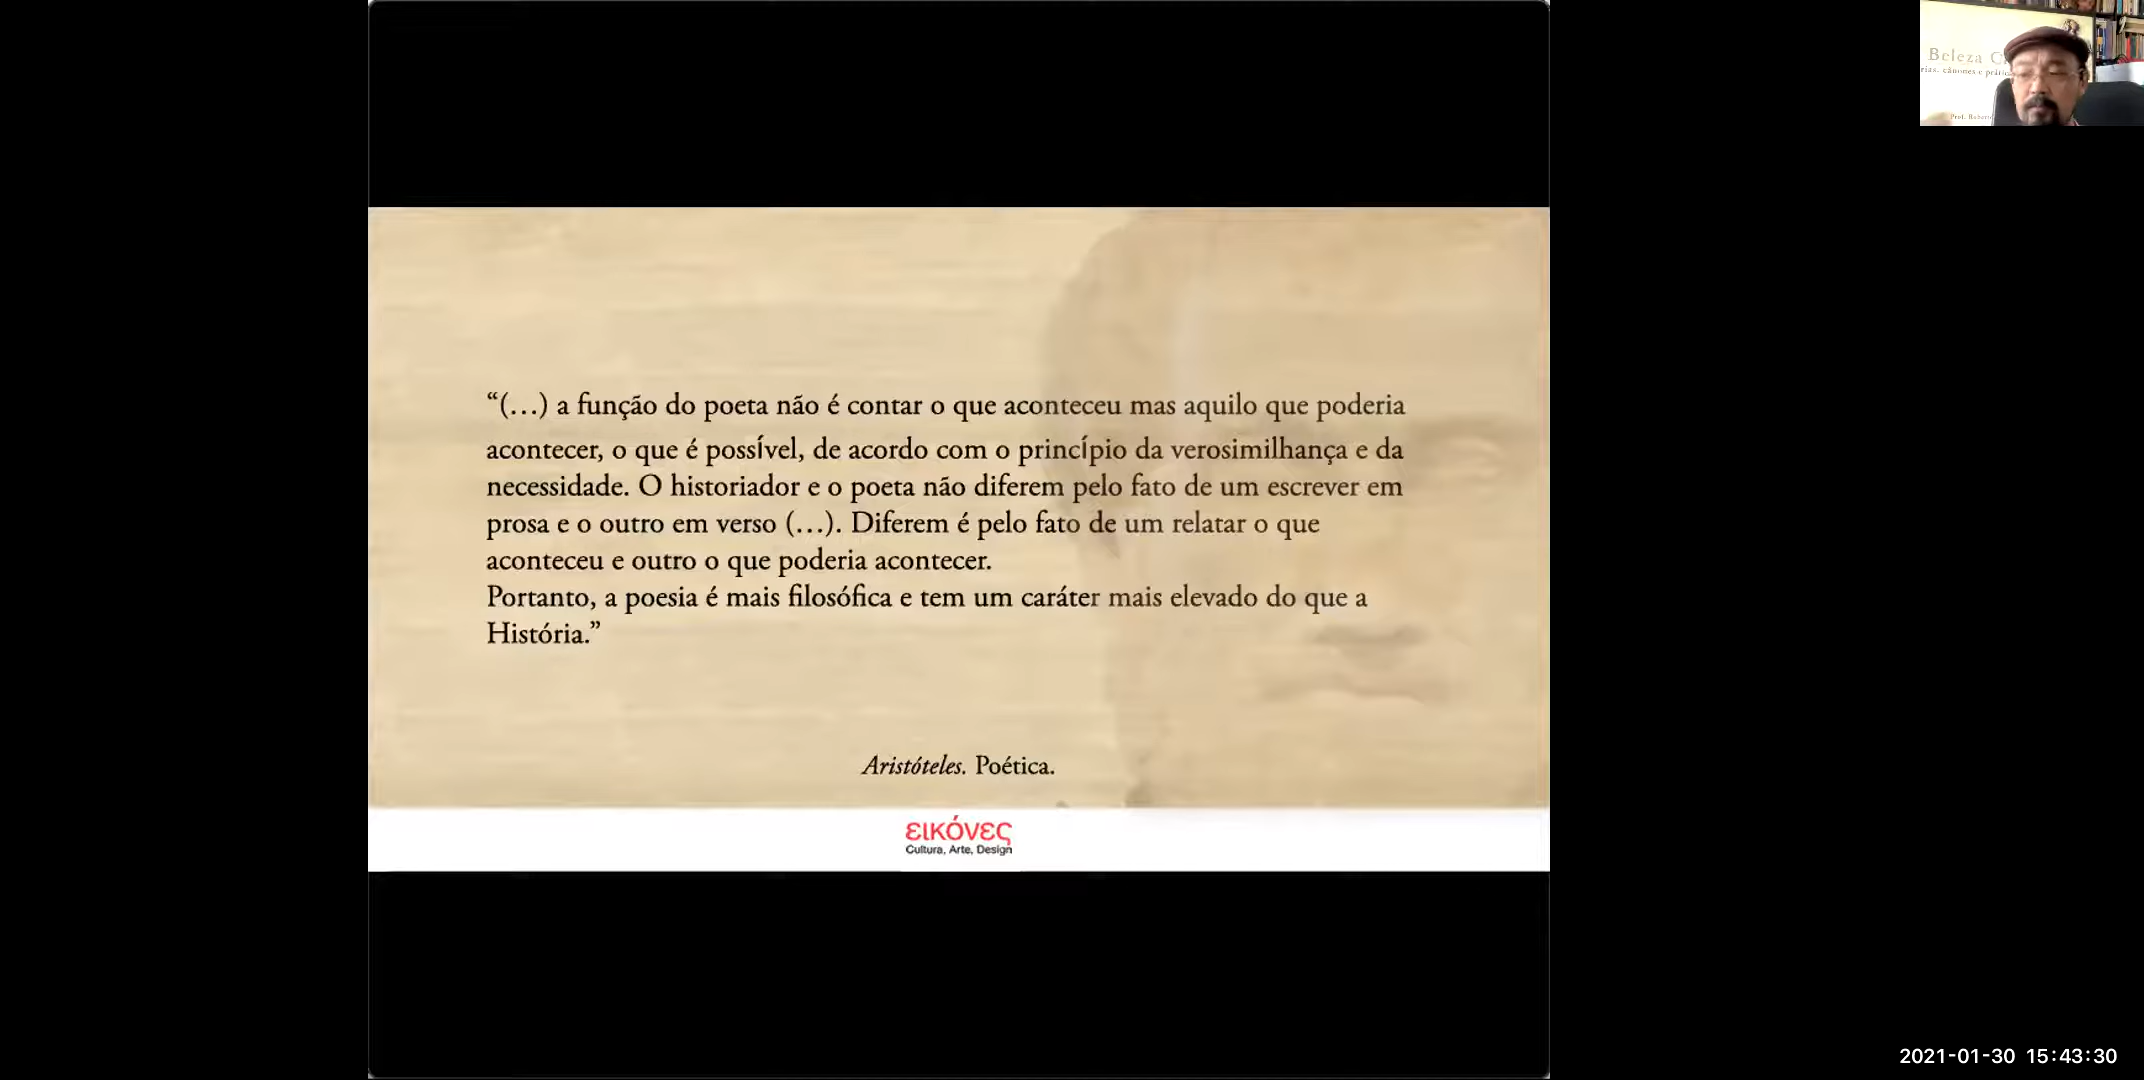 Beleza
cânones e
Prof.
“(…) a função do poeta não é contar o que aconteceu mas aquilo que poderia
acontecer, o que é possível, de acordo com o princípio da verosimilhança e da
necessidade. O historiador e o poeta não diferem pelo fato de um escrever em
prosa e o outro em verso (…). Diferem é pelo fato de um relatar o que
aconteceu e outro o que poderia acontecer.
Portanto, a poesia é mais filosófica e tem um caráter mais elevado do que a
História.”
Aristóteles. Poética.
εικόνες
Cultura, Arte, Design
2021-01-30 15:43:30